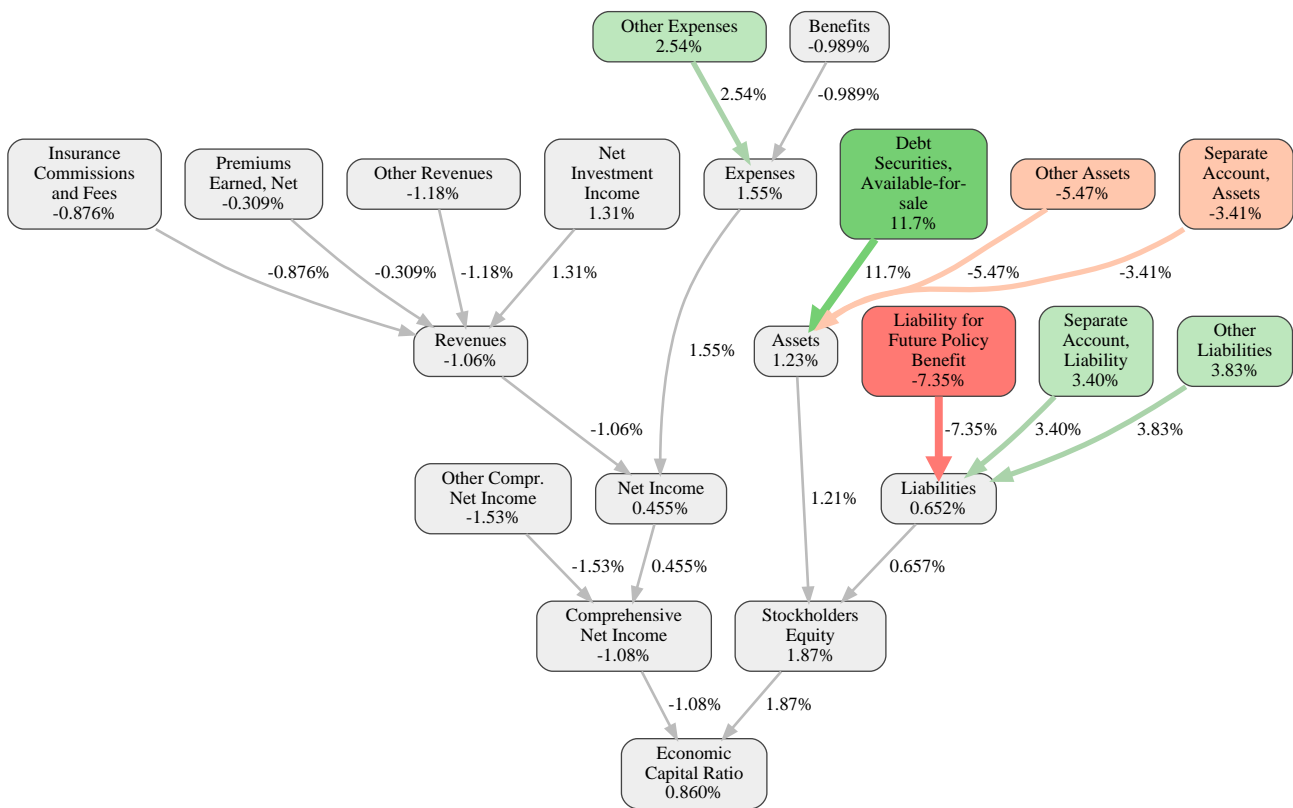 Other Expenses
2.54%
Benefits
-0.989%
2.54%
-0.989%
Insurance
Commissions
and Fees
-0.876%
Premiums
Earned, Net
-0.309%
Other Revenues
-1.18%
Net
Investment
Income
1.31%
Expenses
1.55%
Debt
Securities,
Available-for-
sale
11.7%
Other Assets
-5.47%
Separate
Account,
Assets
-3.41%
-0.876%
-0.309%
-1.18%
1.31%
11.7%
-5.47%
-3.41%
Revenues
-1.06%
1.55%
Assets
1.23%
Liability for
Future Policy
Benefit
-7.35%
Separate
Account,
Liability
3.40%
Other
Liabilities
3.83%
-1.06%
-7.35%
3.40%
3.83%
Other Compr.
Net Income
-1.53%
Net Income
0.455%
1.21%
Liabilities
0.652%
-1.53%
0.455%
0.657%
Comprehensive
Net Income
-1.08%
Stockholders
Equity
1.87%
-1.08%
1.87%
Economic
Capital Ratio
0.860%